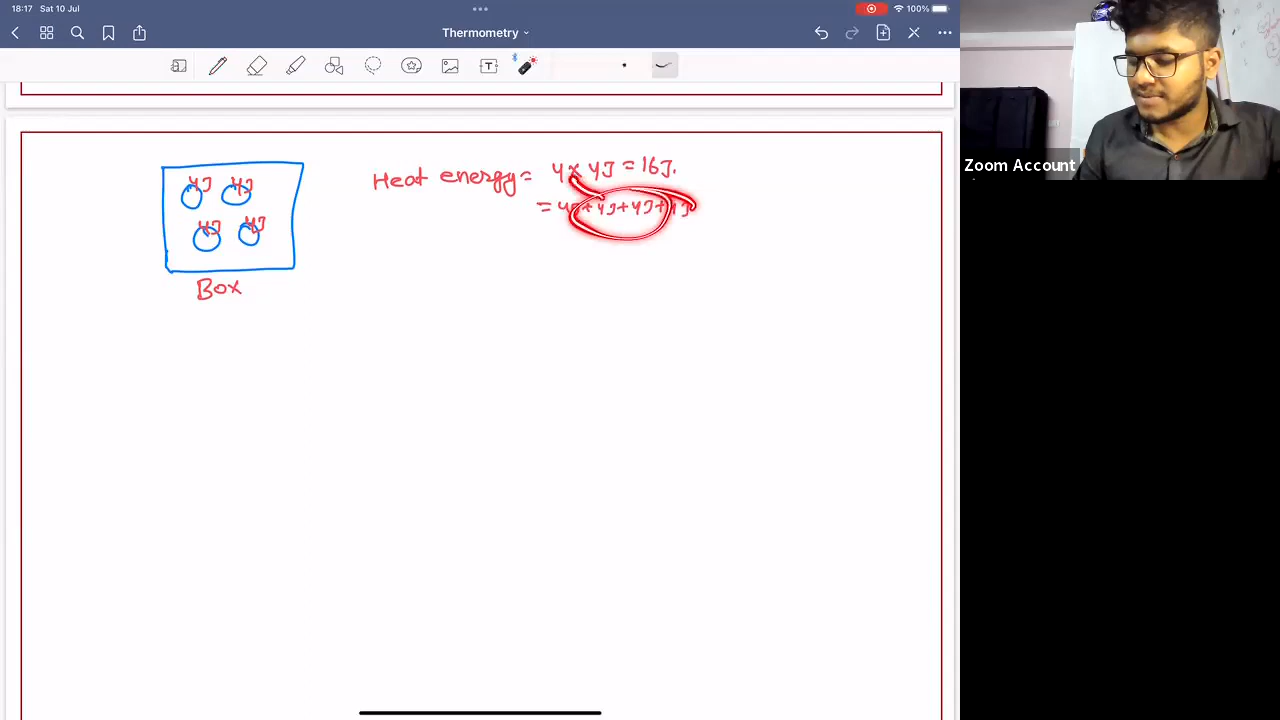 18:17 Sat 10 Jul
100%
Thermometry
T
4J 4J
Heat energy = 4 x 4J = 16J.
= 4J + 4J + 4J + 4J
4J 4J
Box
Zoom Account